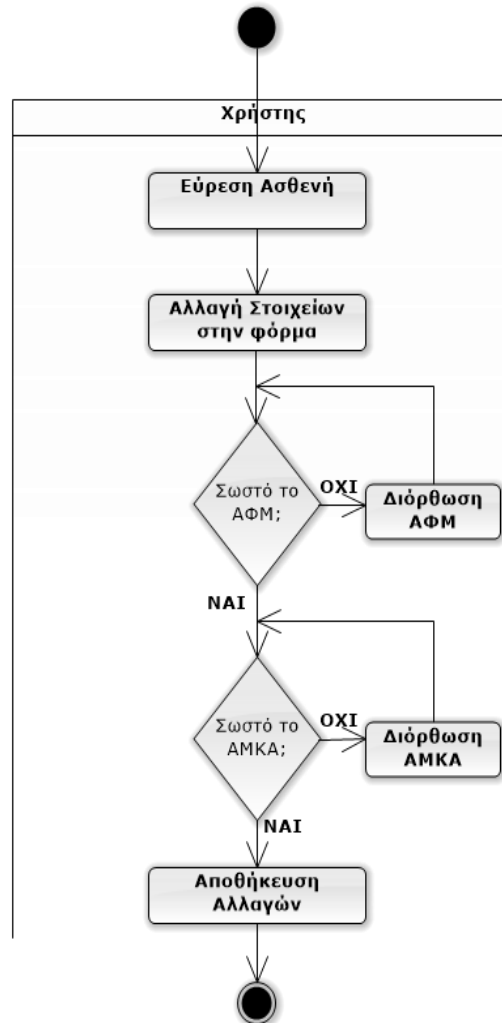 Χρήστης
Εύρεση Ασθενή
Αλλαγή Στοιχείων
στην φόρμα
Σωστό το
ΑΦΜ;
ΟΧΙ
Διόρθωση
ΑΦΜ
ΝΑΙ
Σωστό το
ΑΜΚΑ;
ΟΧΙ
Διόρθωση
ΑΜΚΑ
ΝΑΙ
Αποθήκευση
Αλλαγών